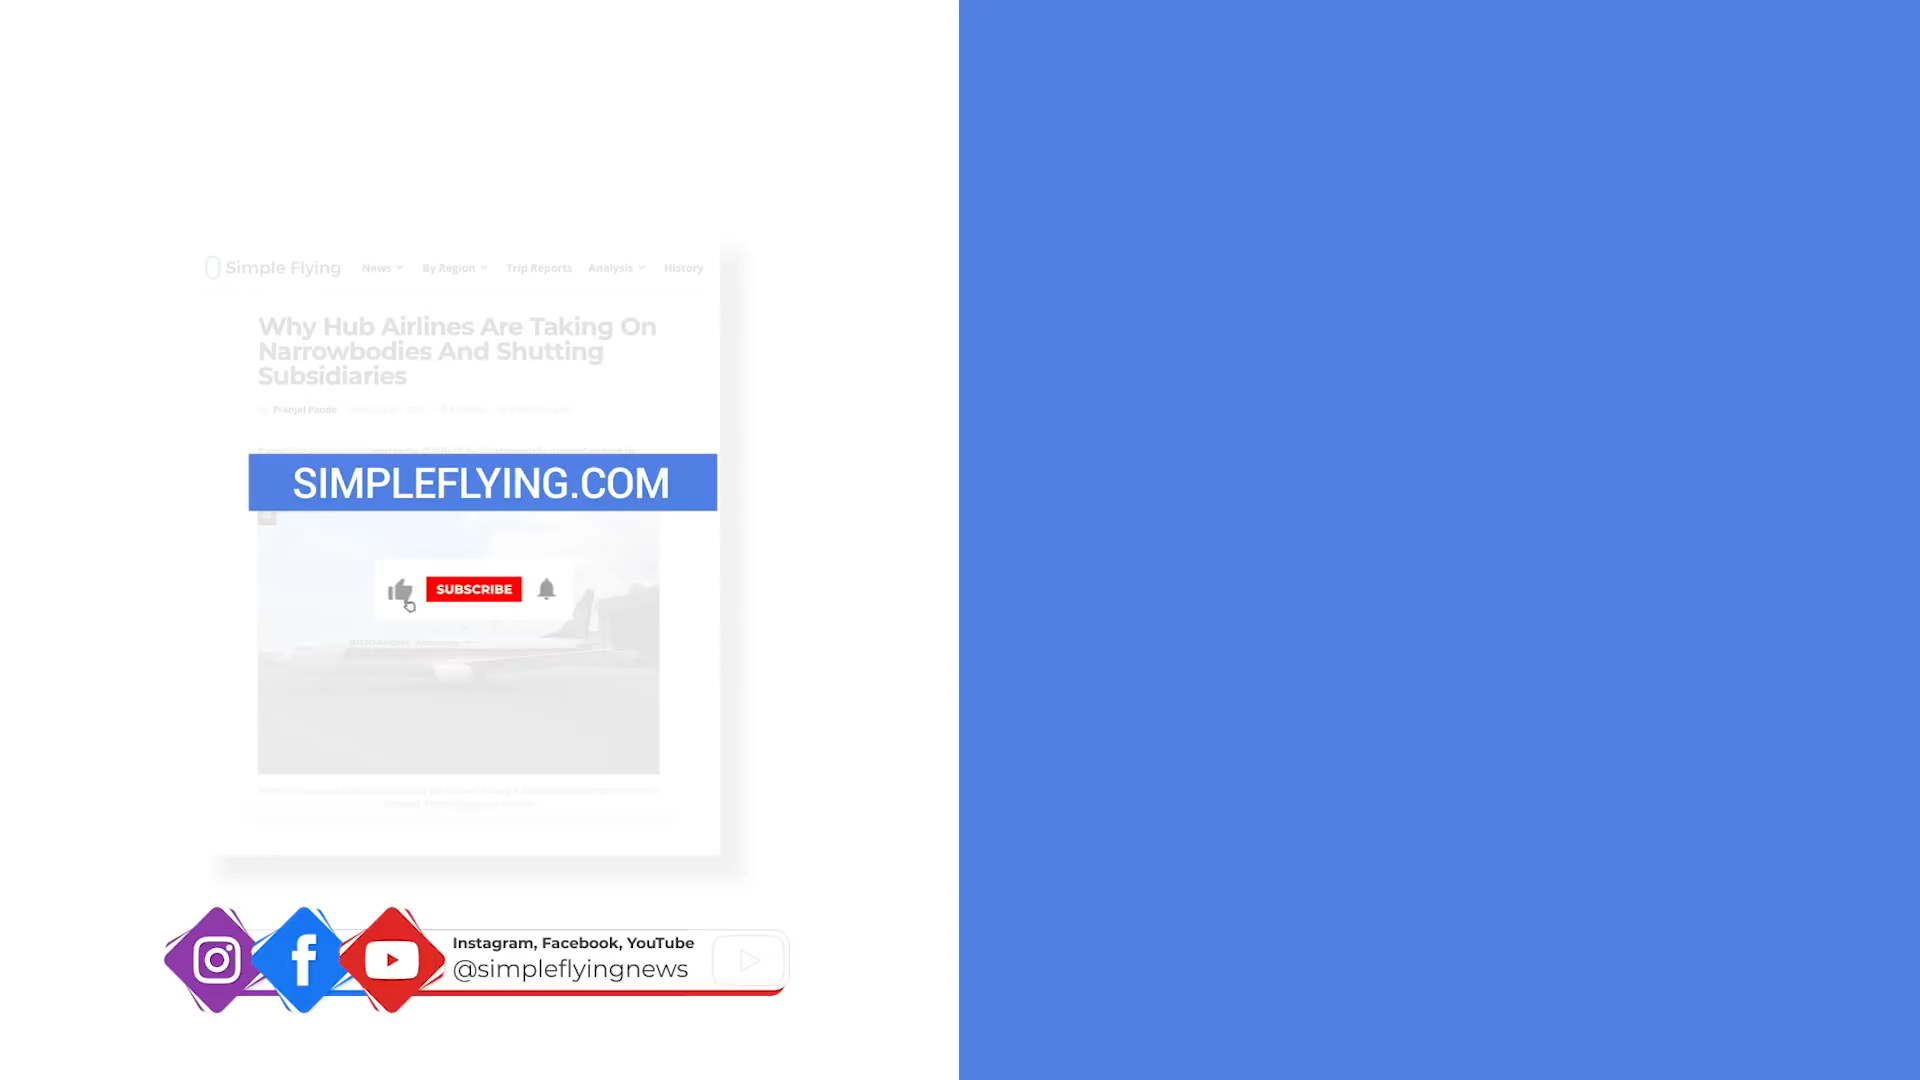 Simple Flying News By Region Trip Reports Analysis History
Why Hub Airlines Are Taking On
Narrowbodies And Shutting
Subsidiaries
Pranjal Pande
SIMPLEFLYING.COM
SUBSCRIBE
Instagram, Facebook, YouTube
@simpleflyingnews